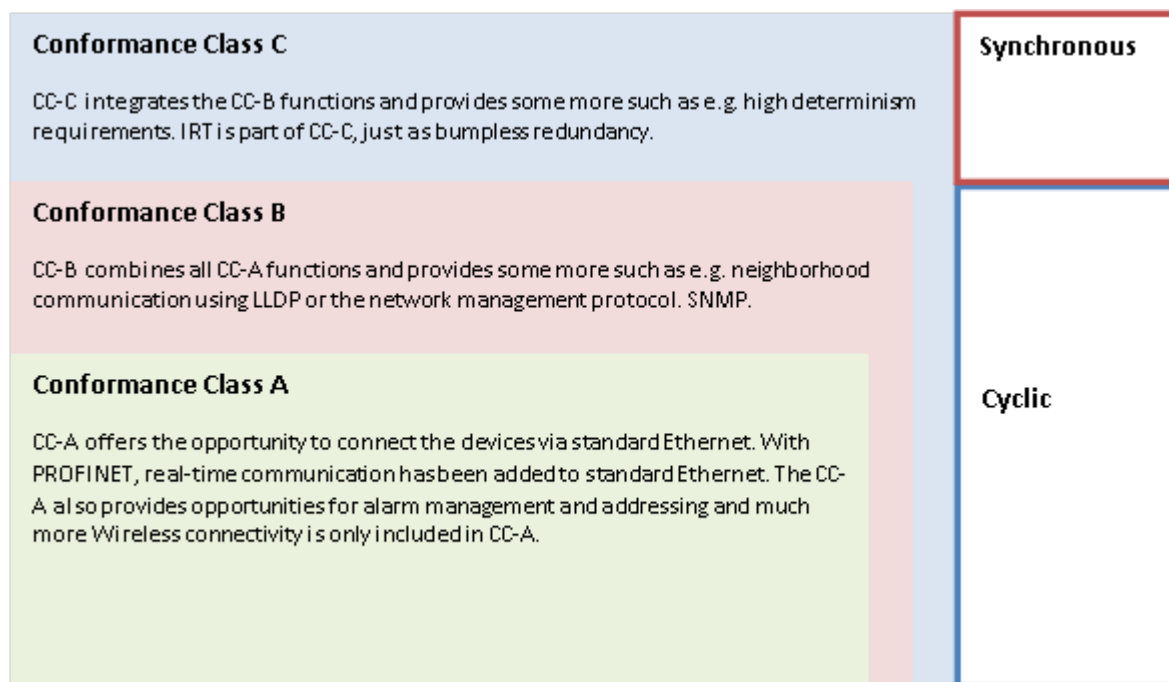 Conformance Class C
Synchronous
CC-C integrates the CC-B functions and provides some more such as e.g. high determinism
requirements. IRT is part of CC-C, just as bumpless redundancy.
Conformance Class B
CC-B combines all CC-A functions and provides some more such as e.g. neighborhood
communication using LLDP or the network management protocol. SNMP.
Conformance Class A
Cyclic
CC-A offers the opportunity to connect the devices via standard Ethernet. With
PROFINET, real-time communication hasbeen added to standard Ethernet. The CC-
A also provides opportunities for alarm management and addressing and much
more Wireless connectivity is only included in CC-A.